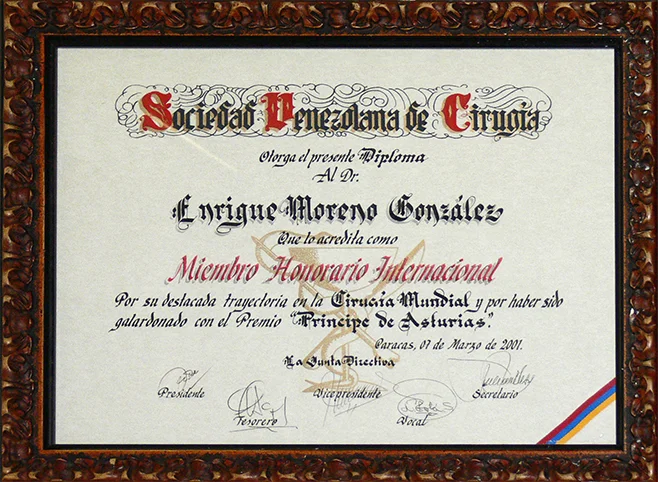 Sociedad Venezolana de Cirugía
Otorga el presente Diploma
Al Dr.
Enrique Moreno González
Que lo acredita como
Miembro Honorario Internacional
Por su destacada trayectoria en la Cirugía Mundial y por haber sido
galardonado con el Premio "Príncipe de Asturias".
Caracas, 07 de Marzo de 2001.
La Junta Directiva
Presidente
Vicepresidente
Secretario
Tesorero
Vocal